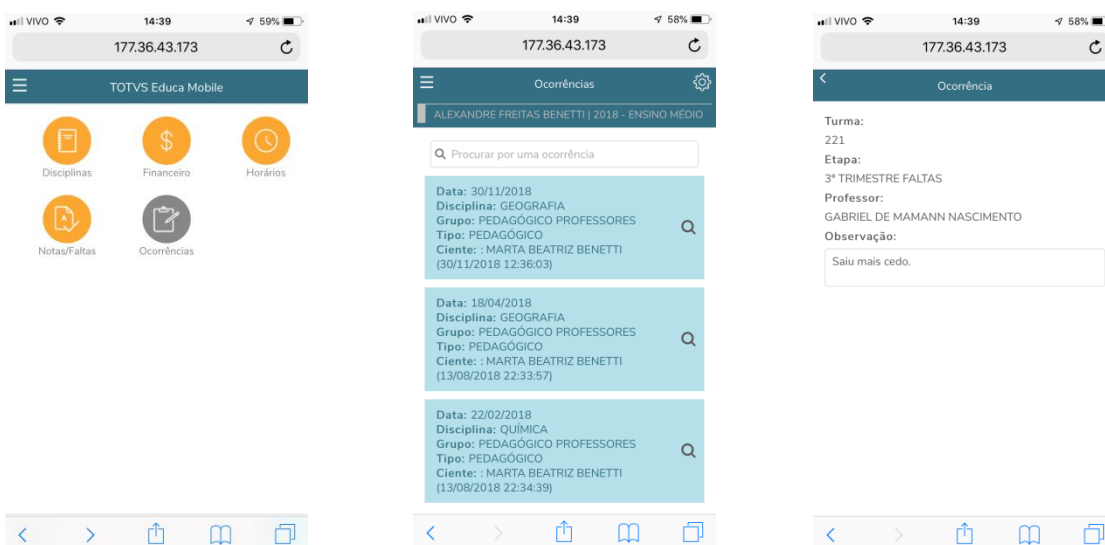 VIVO 14:39 59%
177.36.43.173
TOTVS Educa Mobile
Disciplinas Financeiro Horários
Notas/Faltas Ocorrências
VIVO 14:39 58%
177.36.43.173
Ocorrências
ALEXANDRE FREITAS BENETTI | 2018 - ENSINO MÉDIO
Procurar por uma ocorrência
Data: 30/11/2018
Disciplina: GEOGRAFIA
Grupo: PEDAGÓGICO PROFESSORES
Tipo: PEDAGÓGICO
Ciente: : MARTA BEATRIZ BENETTI
(30/11/2018 12:36:03)
Data: 18/04/2018
Disciplina: GEOGRAFIA
Grupo: PEDAGÓGICO PROFESSORES
Tipo: PEDAGÓGICO
Ciente: : MARTA BEATRIZ BENETTI
(13/08/2018 22:33:57)
Data: 22/02/2018
Disciplina: QUÍMICA
Grupo: PEDAGÓGICO PROFESSORES
Tipo: PEDAGÓGICO
Ciente: : MARTA BEATRIZ BENETTI
(13/08/2018 22:34:39)
VIVO 14:39 58%
177.36.43.173
Ocorrência
Turma:
221
Etapa:
3º TRIMESTRE FALTAS
Professor:
GABRIEL DE MAMANN NASCIMENTO
Observação:
Saiu mais cedo.